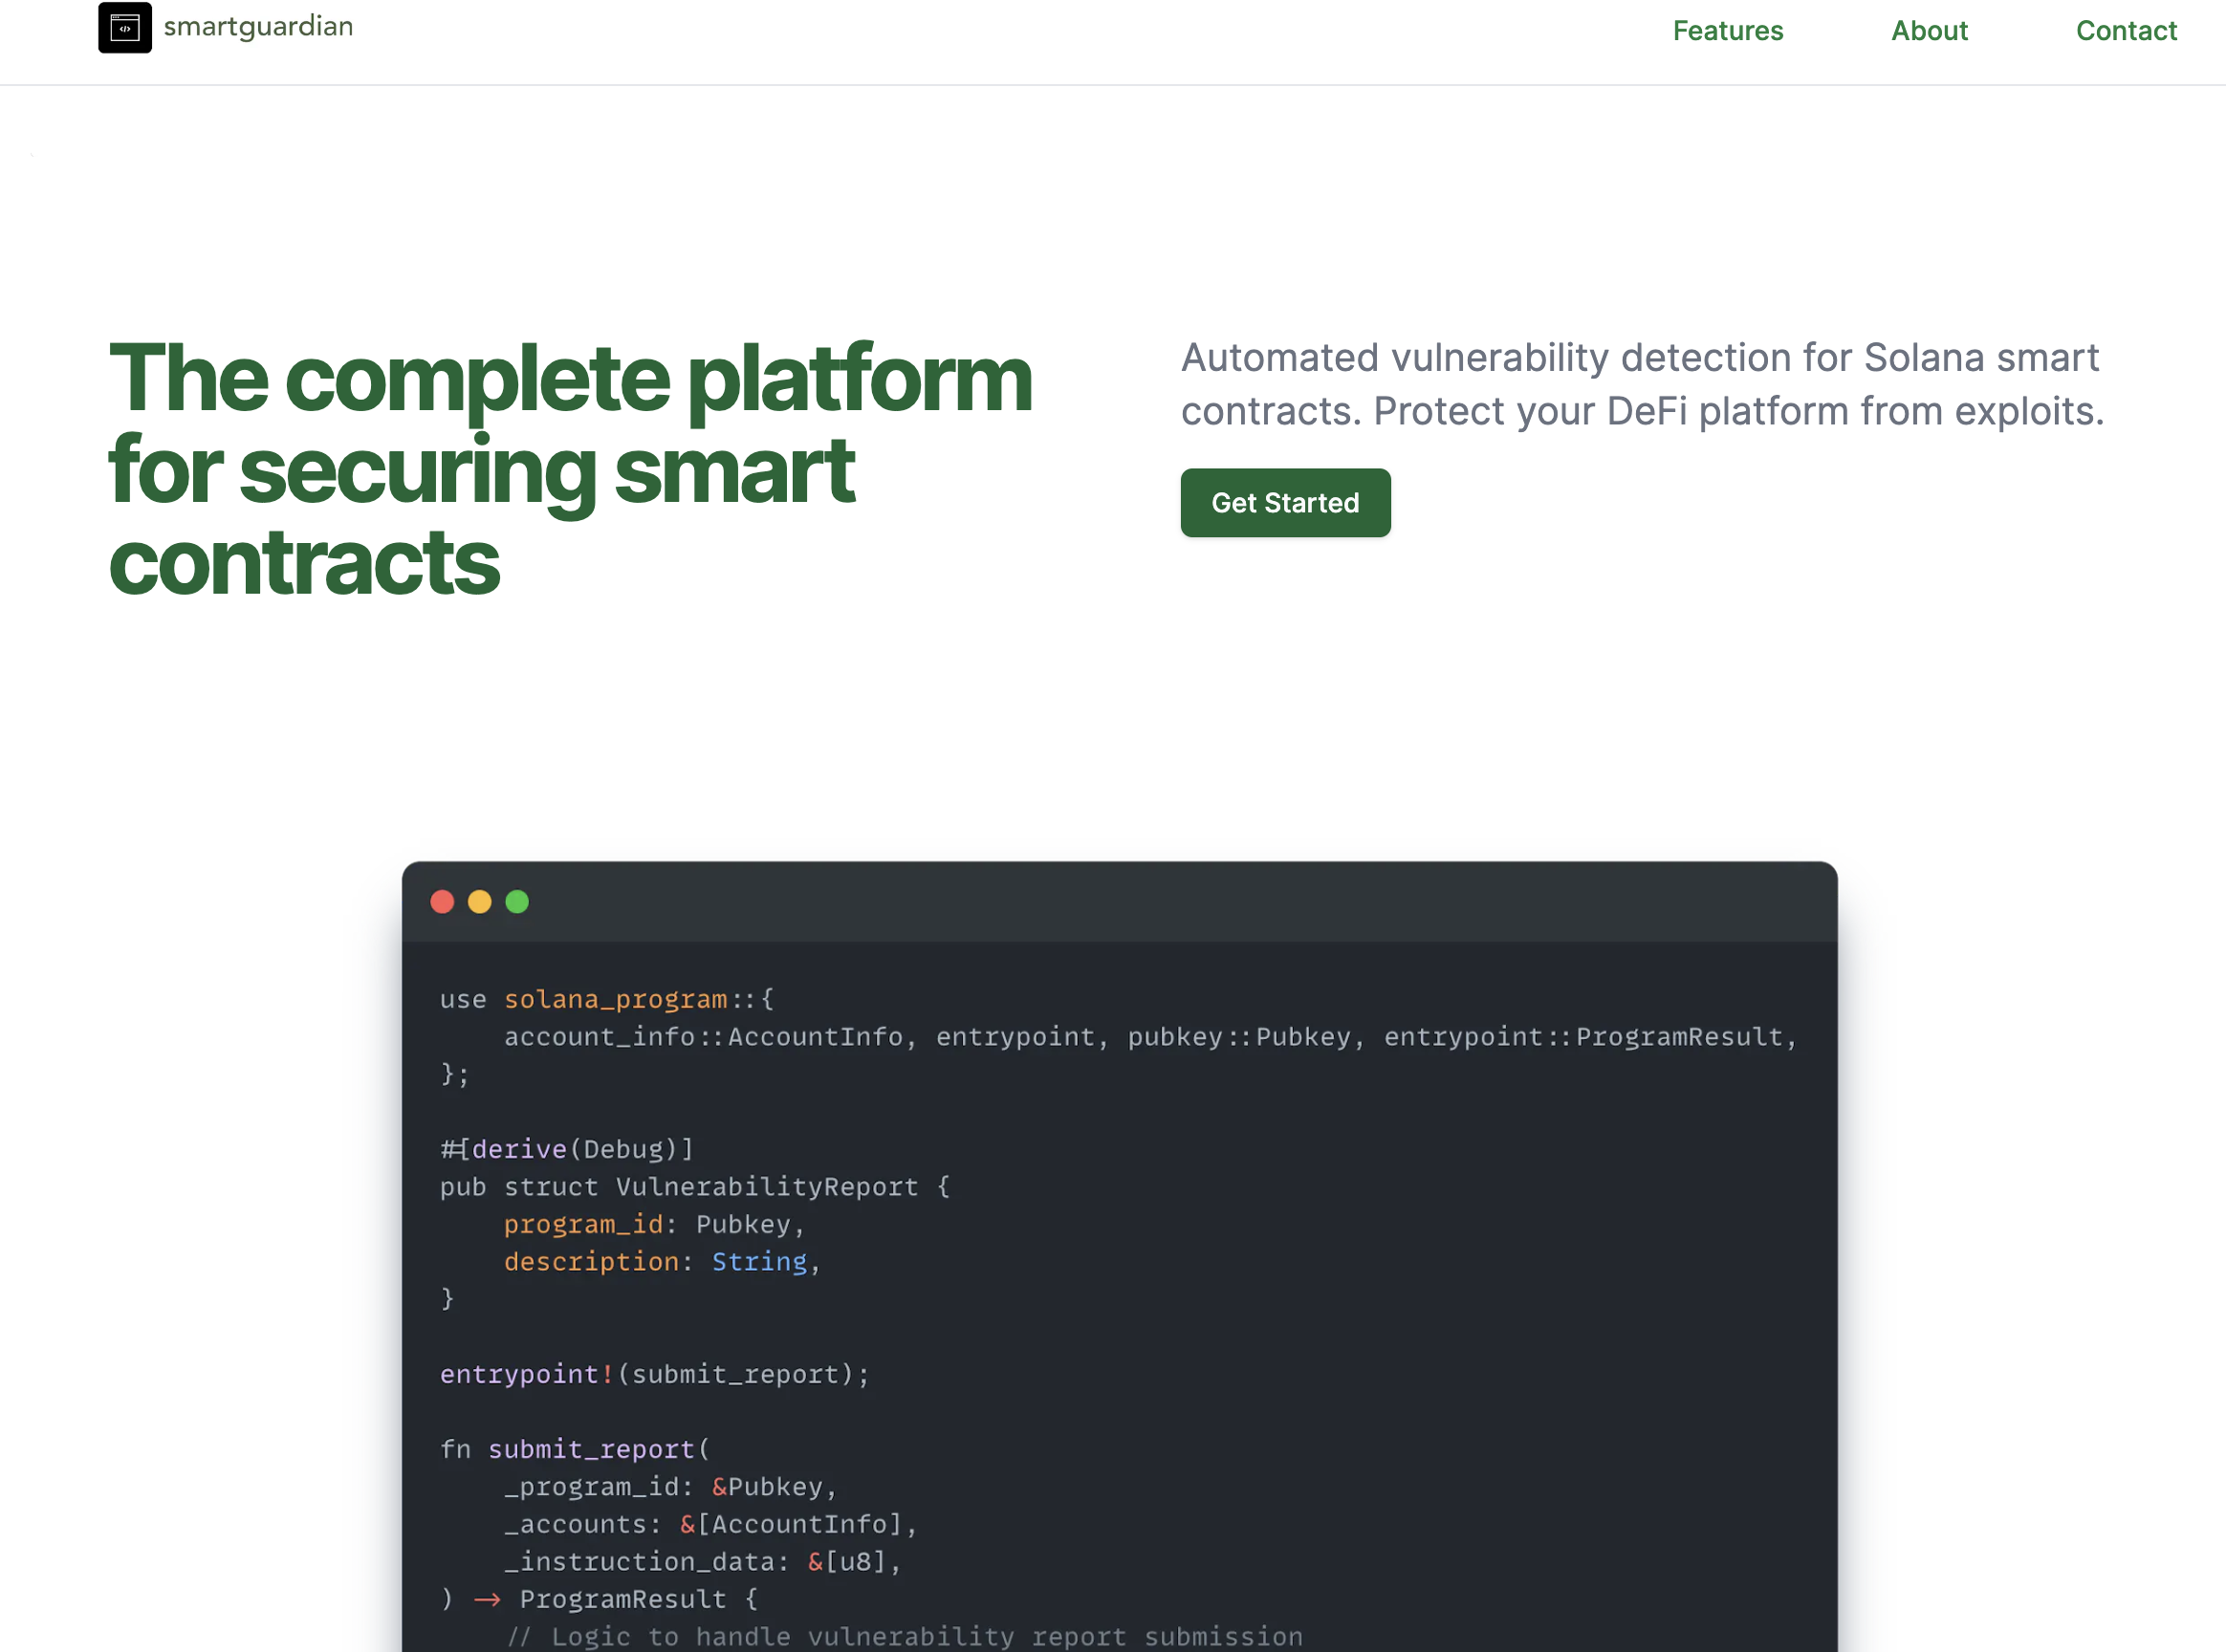 smartguardian
Features
About
Contact
The complete platform
for securing smart
contracts
Automated vulnerability detection for Solana smart
contracts. Protect your DeFi platform from exploits.
Get Started
use solana_program::{
    account_info::AccountInfo, entrypoint, pubkey::Pubkey, entrypoint::ProgramResult,
};
#[derive(Debug)]
pub struct VulnerabilityReport {
    program_id: Pubkey,
    description: String,
}
entrypoint!(submit_report);
fn submit_report(
    _program_id: &Pubkey,
    _accounts: &[AccountInfo],
    _instruction_data: &[u8],
) -> ProgramResult {
    // Logic to handle vulnerability report submission